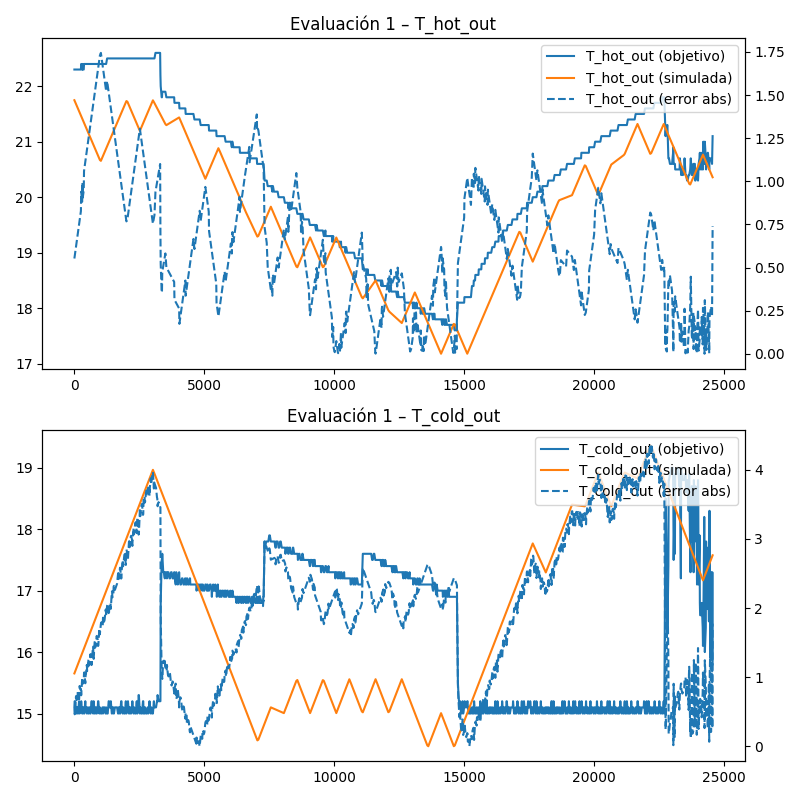 Evaluación 1 – T_hot_out
T_hot_out (objetivo)
T_hot_out (simulada)
T_hot_out (error abs)
22
21
20
19
18
17
1.75
1.50
1.25
1.00
0.75
0.50
0.25
0.00
0 5000 10000 15000 20000 25000
Evaluación 1 – T_cold_out
T_cold_out (objetivo)
T_cold_out (simulada)
T_cold_out (error abs)
19
18
17
16
15
4
3
2
1
0
0 5000 10000 15000 20000 25000